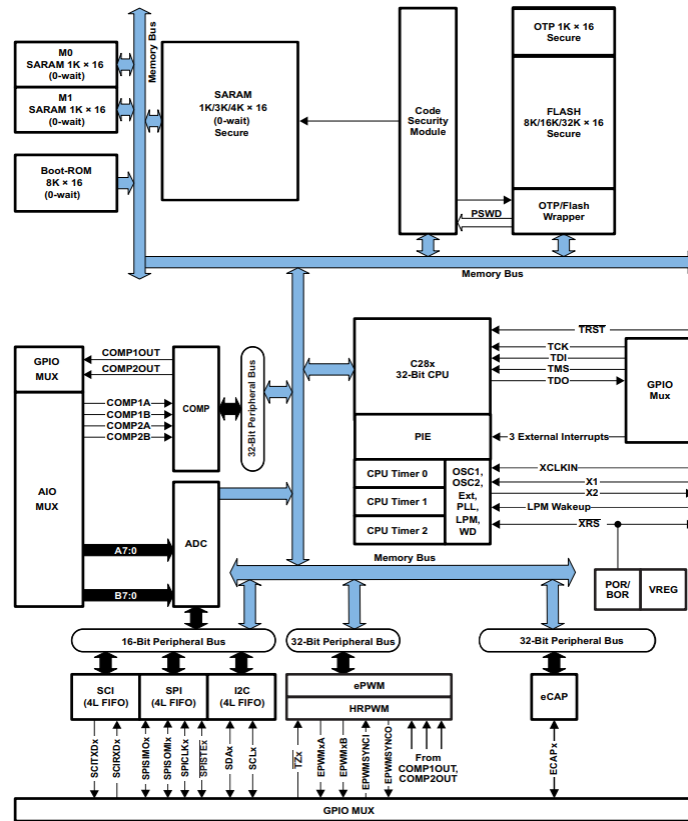 M0
SARAM 1K × 16
(0-wait)
M1
SARAM 1K × 16
(0-wait)
Boot-ROM
8K × 16
(0-wait)
Memory Bus
SARAM
1K/3K/4K × 16
(0-wait)
Secure
Code
Security
Module
OTP 1K × 16
Secure
FLASH
8K/16K/32K × 16
Secure
OTP/Flash
Wrapper
PSWD
Memory Bus
GPIO
MUX
COMP1OUT
COMP2OUT
COMP
32-Bit Peripheral Bus
COMP1A
COMP1B
COMP2A
COMP2B
AIO
MUX
A7:0
B7:0
ADC
C28x
32-Bit CPU
PIE
CPU Timer 0
CPU Timer 1
CPU Timer 2
OSC1,
OSC2,
Ext,
PLL,
LPM,
WD
TRST
TCK
TDI
TMS
TDO
GPIO
Mux
3 External Interrupts
XCLKIN
X1
X2
LPM Wakeup
XRS
POR/
BOR
VREG
Memory Bus
16-Bit Peripheral Bus
32-Bit Peripheral Bus
32-Bit Peripheral Bus
SCI
(4L FIFO)
SPI
(4L FIFO)
I2C
(4L FIFO)
ePWM
HRPWM
eCAP
SCITXDx
SCIRXDx
SPISIMOx
SPISOMIx
SPICLKx
SPISTEx
SDAx
SCLx
TZx
EPWMxA
EPWMxB
EPWMSYNCI
EPWMSYNCO
From
COMP1OUT,
COMP2OUT
ECAPx
GPIO MUX